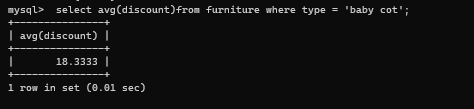 mysql>  select avg(discount)from furniture where type = 'baby cot';
+---------------+
| avg(discount) |
+---------------+
|       18.3333 |
+---------------+
1 row in set (0.01 sec)